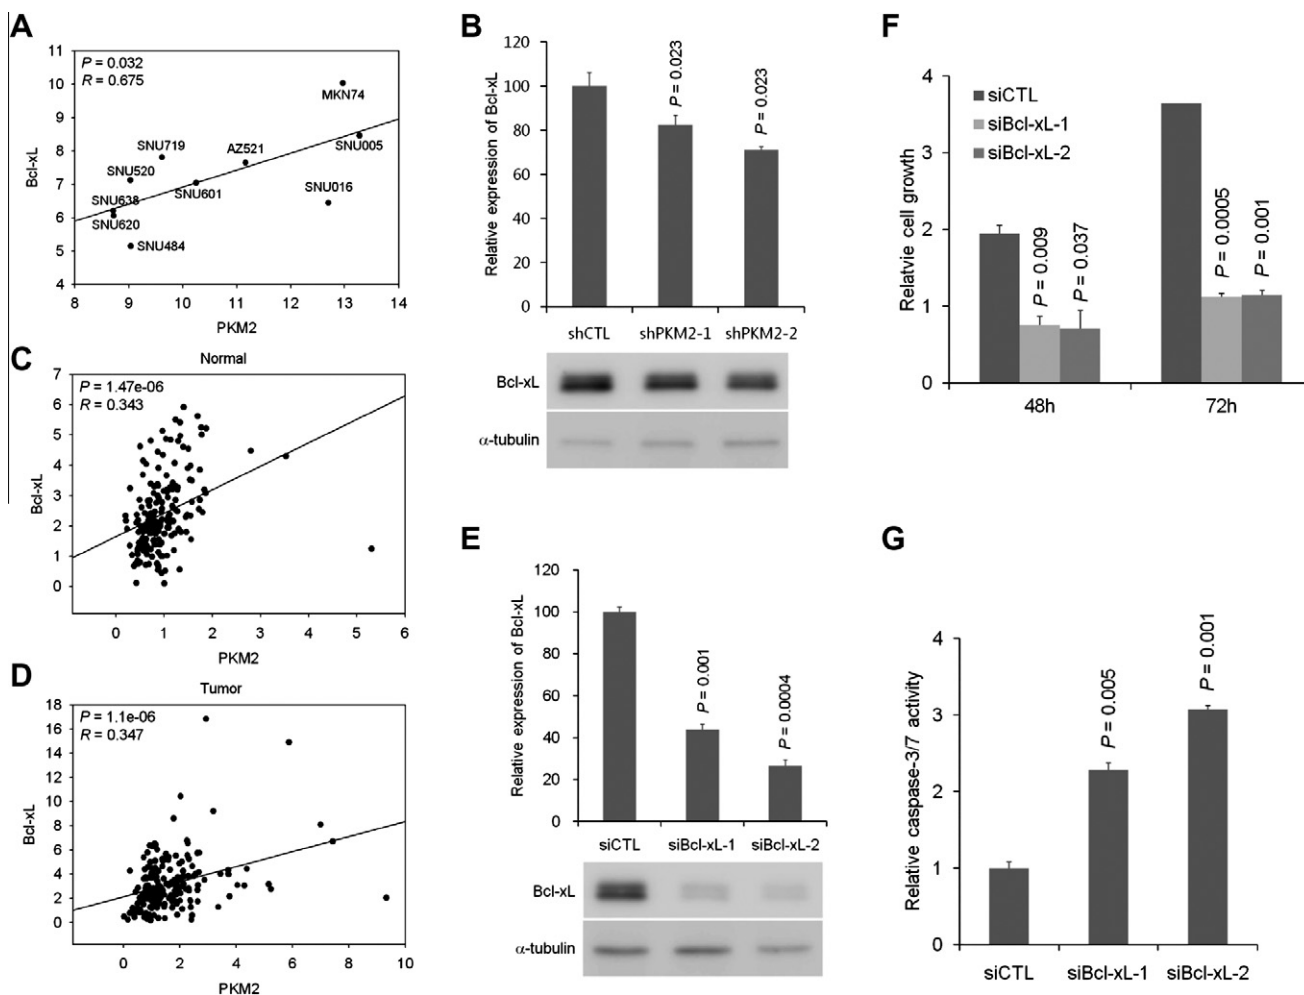 A
P = 0.032
R = 0.675
Bcl-xL
11
10
9
8
7
6
5
4
MKN74
SNU005
SNU719
AZ521
SNU520
SNU601
SNU016
SNU638
SNU620
SNU484
8 9 10 11 12 13 14
PKM2
B
Relative expression of Bcl-xL
120
100
80
60
40
20
0
P = 0.023
P = 0.023
shCTL shPKM2-1 shPKM2-2
Bcl-xL
α-tubulin
C
Normal
P = 1.47e-06
R = 0.343
Bcl-xL
7
6
5
4
3
2
1
0
0 1 2 3 4 5 6
PKM2
D
Tumor
P = 1.1e-06
R = 0.347
Bcl-xL
18
16
14
12
10
8
6
4
2
0
0 2 4 6 8 10
PKM2
E
Relative expression of Bcl-xL
120
100
80
60
40
20
0
P = 0.001
P = 0.0004
siCTL siBcl-xL-1 siBcl-xL-2
Bcl-xL
α-tubulin
F
Relatvie cell growth
4
3
2
1
0
siCTL
siBcl-xL-1
siBcl-xL-2
P = 0.009
P = 0.037
P = 0.0005
P = 0.001
48h 72h
G
Relative caspase-3/7 activity
4
3
2
1
0
P = 0.005
P = 0.001
siCTL siBcl-xL-1 siBcl-xL-2